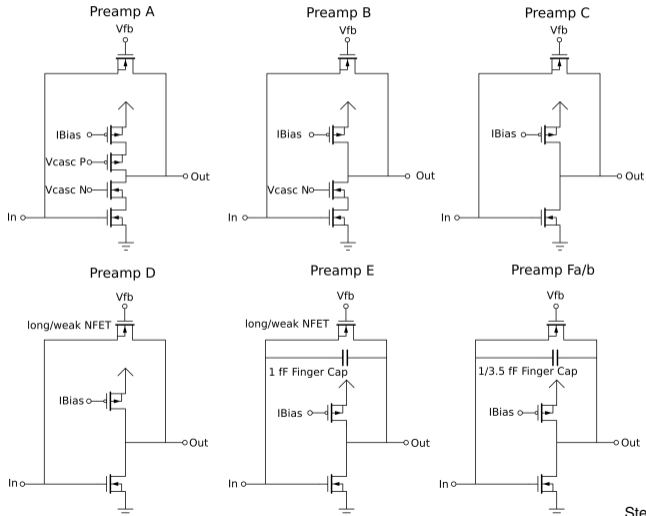 Preamp A
Vfb
IBias
Vcasc P
Vcasc N
Out
In
Preamp B
Vfb
IBias
Vcasc N
Out
In
Preamp C
Vfb
IBias
Out
In
Preamp D
Vfb
long/weak NFET
IBias
Out
In
Preamp E
Vfb
long/weak NFET
1 fF Finger Cap
IBias
Out
In
Preamp Fa/b
Vfb
1/3.5 fF Finger Cap
IBias
Out
In
Ste